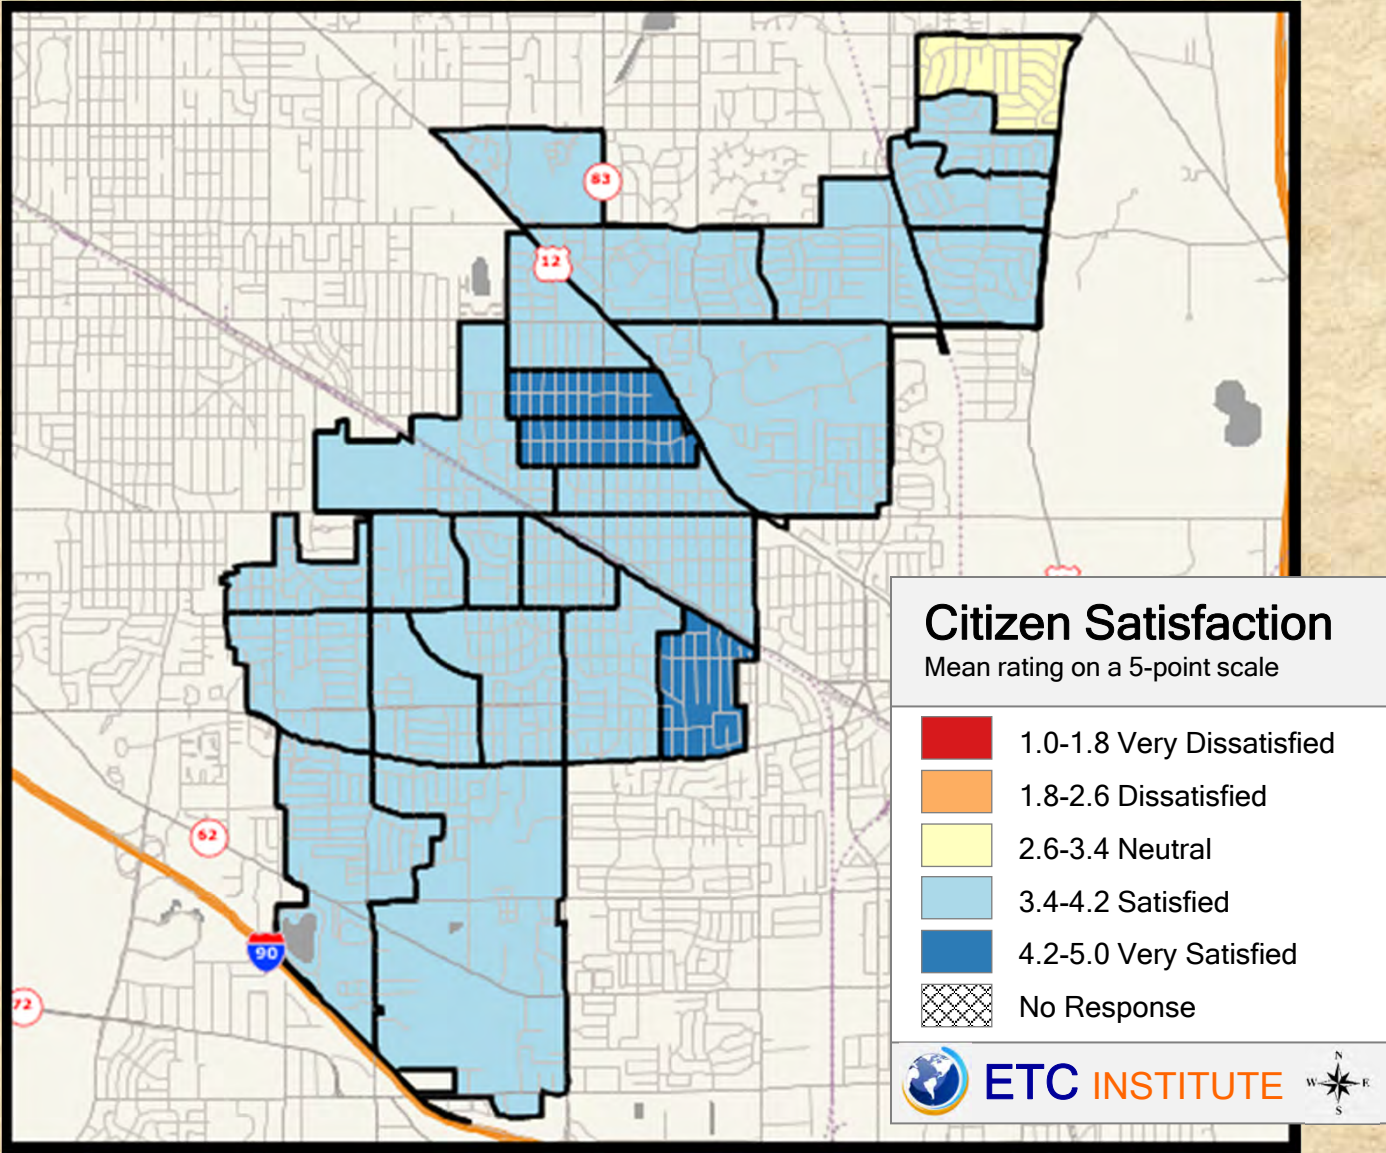 83
12
62
90
72
Citizen Satisfaction
Mean rating on a 5-point scale
1.0-1.8 Very Dissatisfied
1.8-2.6 Dissatisfied
2.6-3.4 Neutral
3.4-4.2 Satisfied
4.2-5.0 Very Satisfied
No Response
ETC INSTITUTE
N
W E
S